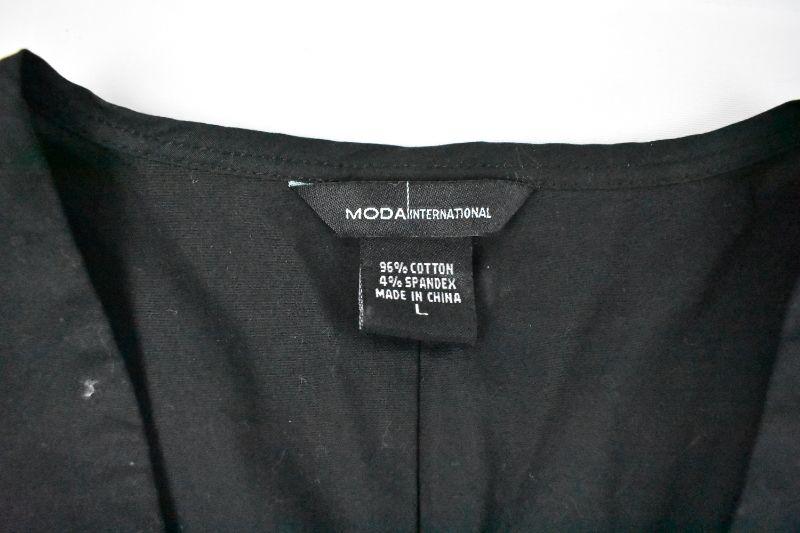 MODA INTERNATIONAL
96% COTTON
4% SPANDEX
MADE IN CHINA
L